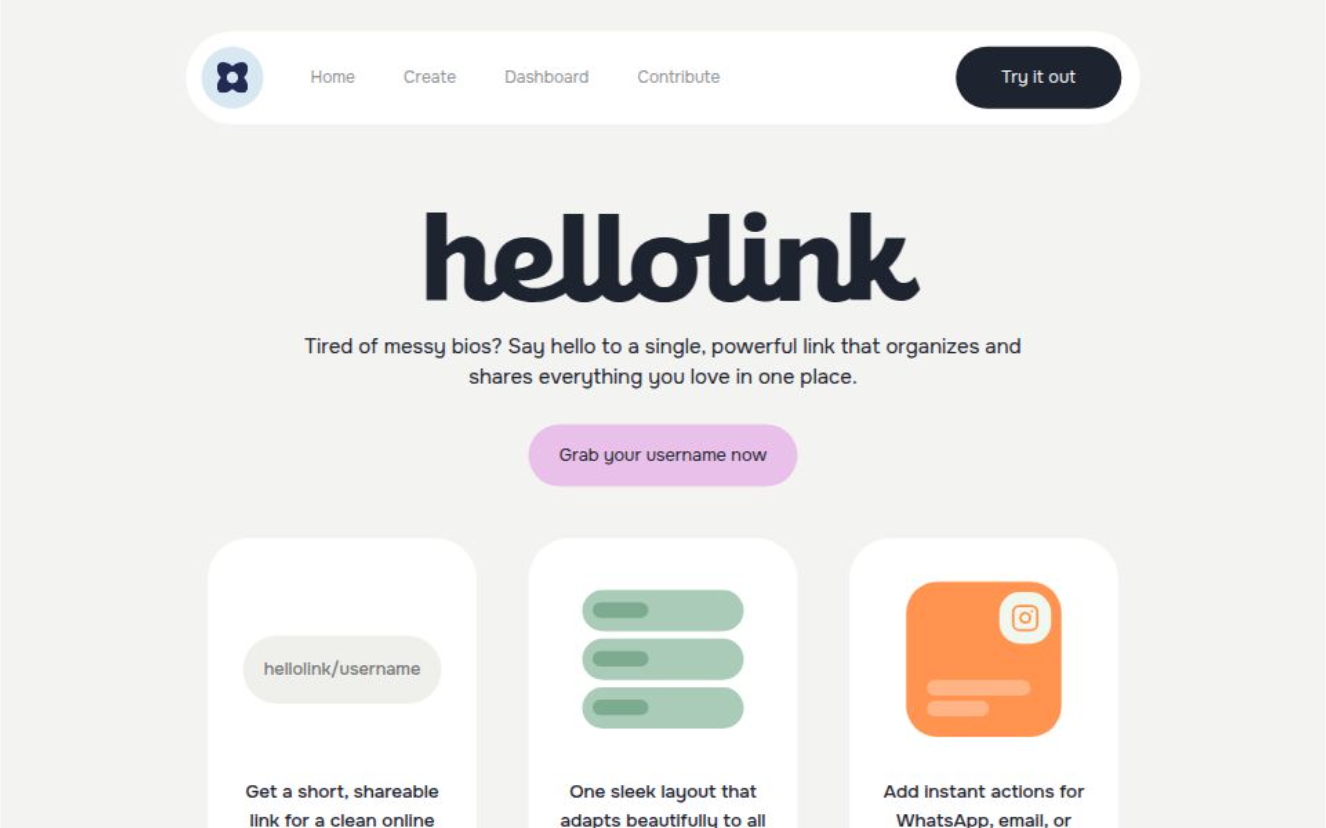 Home Create Dashboard Contribute Try it out
hellolink
Tired of messy bios? Say hello to a single, powerful link that organizes and
shares everything you love in one place.
Grab your username now
hellolink/username
Get a short, shareable
link for a clean online
One sleek layout that
adapts beautifully to all
Add instant actions for
WhatsApp, email, or